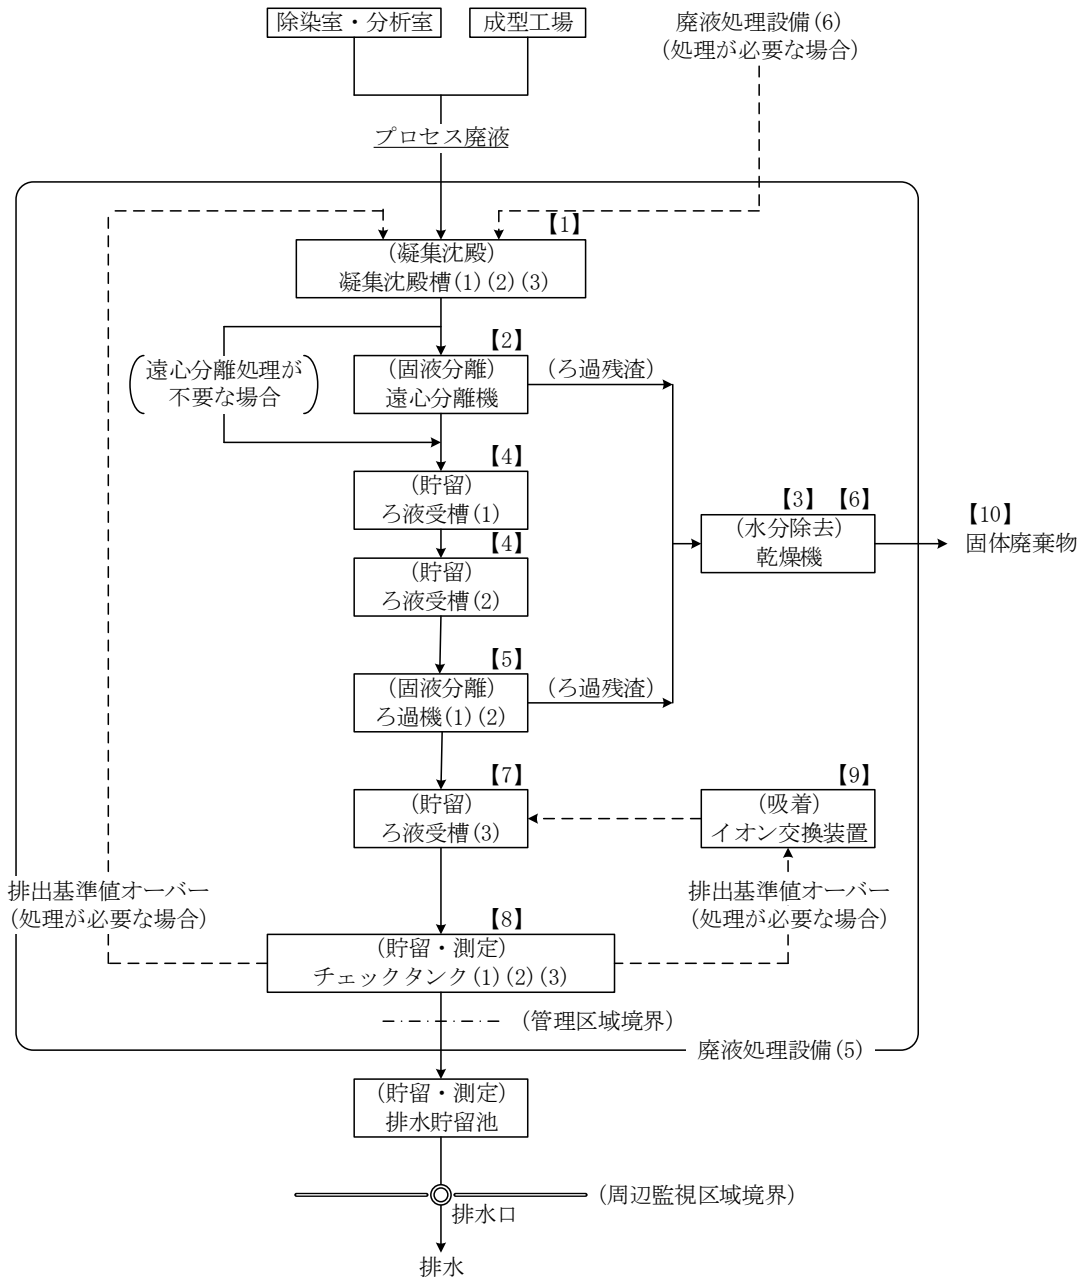 除染室・分析室
成型工場
廃液処理設備(6)
(処理が必要な場合)
プロセス廃液
【1】
(凝集沈殿)
凝集沈殿槽(1)(2)(3)
【2】
(固液分離)
遠心分離機
(ろ過残渣)
(遠心分離処理が
不要な場合)
【4】
(貯留)
ろ液受槽(1)
【3】【6】
(水分除去)
乾燥機
【10】
固体廃棄物
【4】
(貯留)
ろ液受槽(2)
【5】
(固液分離)
ろ過機(1)(2)
(ろ過残渣)
【7】
(貯留)
ろ液受槽(3)
【9】
(吸着)
イオン交換装置
排出基準値オーバー
(処理が必要な場合)
排出基準値オーバー
(処理が必要な場合)
【8】
(貯留・測定)
チェックタンク(1)(2)(3)
(管理区域境界)
廃液処理設備(5)
(貯留・測定)
排水貯留池
(周辺監視区域境界)
排水口
排水